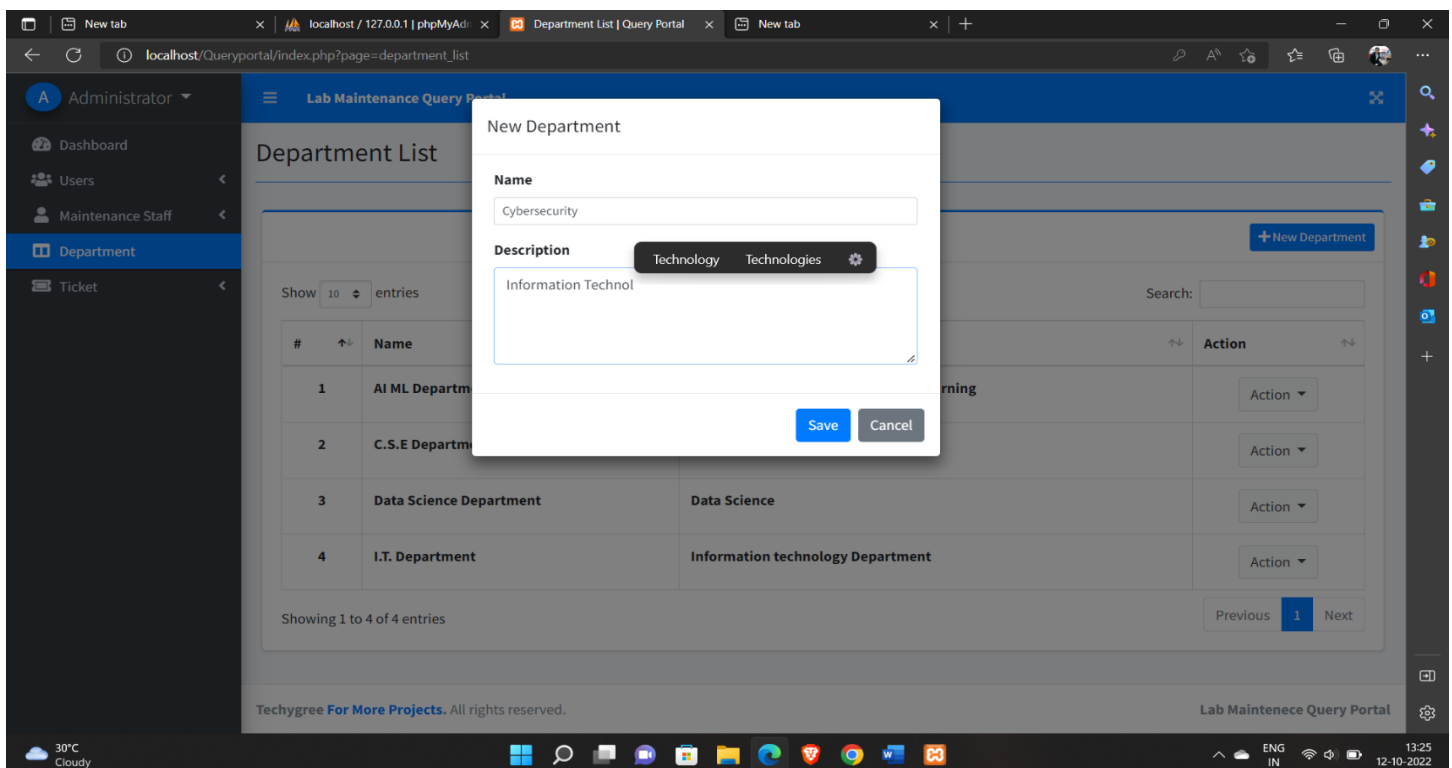 New tab
localhost / 127.0.0.1 | phpMyAdn
Department List | Query Portal
New tab
localhost/Queryportal/index.php?page=department_list
A Administrator
Lab Maintenance Query Portal
Dashboard
Users
Maintenance Staff
Department
Ticket
Department List
New Department
Name
Cybersecurity
Description
Technology Technologies
Information Technol
Save Cancel
New Department
Show 10 entries
Search:
# Name Action
1 AI ML Departm rning Action
2 C.S.E Departme Action
3 Data Science Department Data Science Action
4 I.T. Department Information technology Department Action
Showing 1 to 4 of 4 entries
Previous 1 Next
Techygree For More Projects. All rights reserved.
Lab Maintenece Query Portal
30°C
Cloudy
ENG
IN
13:25
12-10-2022